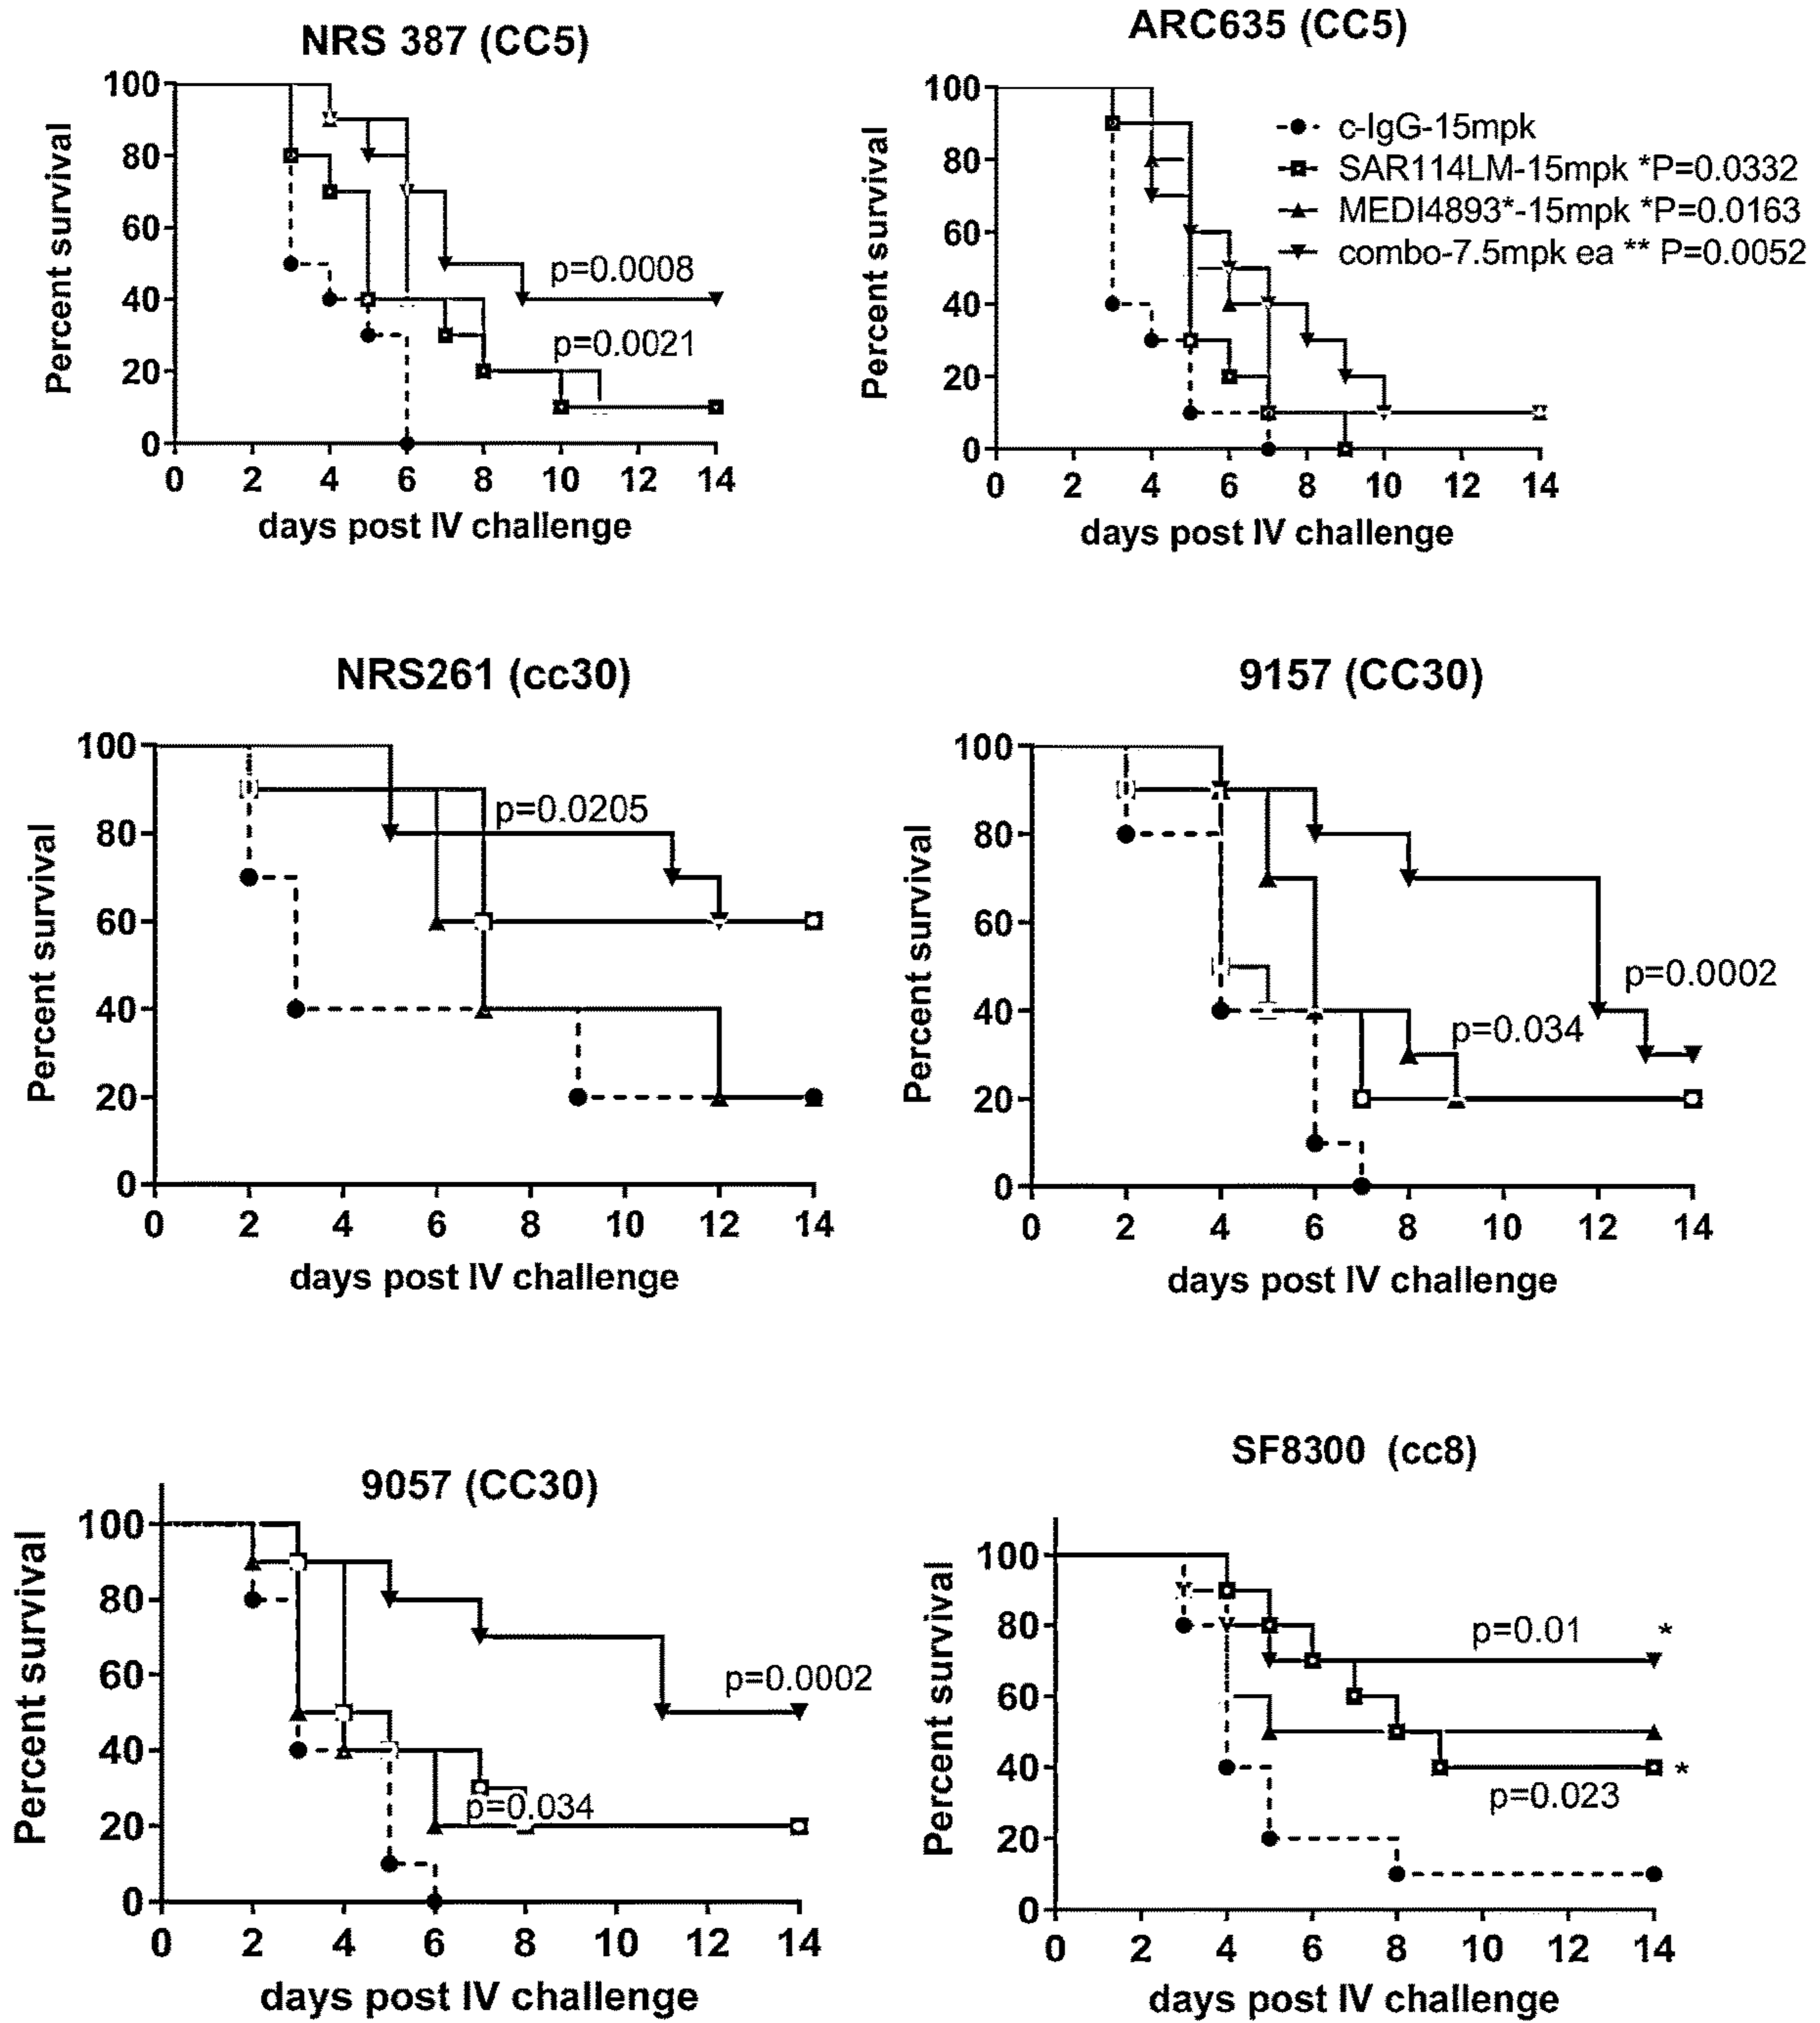 NRS 387 (CC5)
Percent survival
100
80
60
40
20
0
p=0.0008
p=0.0021
0 2 4 6 8 10 12 14
days post IV challenge
ARC635 (CC5)
Percent survival
100
80
60
40
20
0
c-IgG-15mpk
SAR114LM-15mpk *P=0.0332
MEDI4893*-15mpk *P=0.0163
combo-7.5mpk ea ** P=0.0052
0 2 4 6 8 10 12 14
days post IV challenge
NRS261 (cc30)
Percent survival
100
80
60
40
20
0
p=0.0205
0 2 4 6 8 10 12 14
days post IV challenge
9157 (CC30)
Percent survival
100
80
60
40
20
0
p=0.0002
p=0.034
0 2 4 6 8 10 12 14
days post IV challenge
9057 (CC30)
Percent survival
100
80
60
40
20
0
p=0.0002
p=0.034
0 2 4 6 8 10 12 14
days post IV challenge
SF8300 (cc8)
Percent survival
100
80
60
40
20
0
p=0.01 *
*
p=0.023
0 2 4 6 8 10 12 14
days post IV challenge